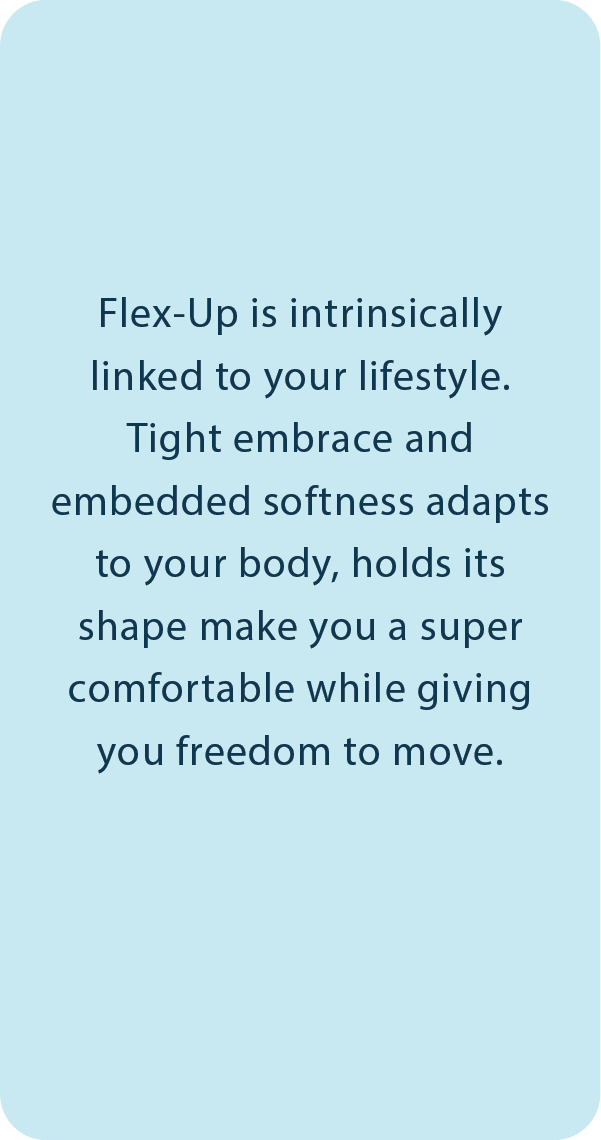 Flex-Up is intrinsically
linked to your lifestyle.
Tight embrace and
embedded softness adapts
to your body, holds its
shape make you a super
comfortable while giving
you freedom to move.